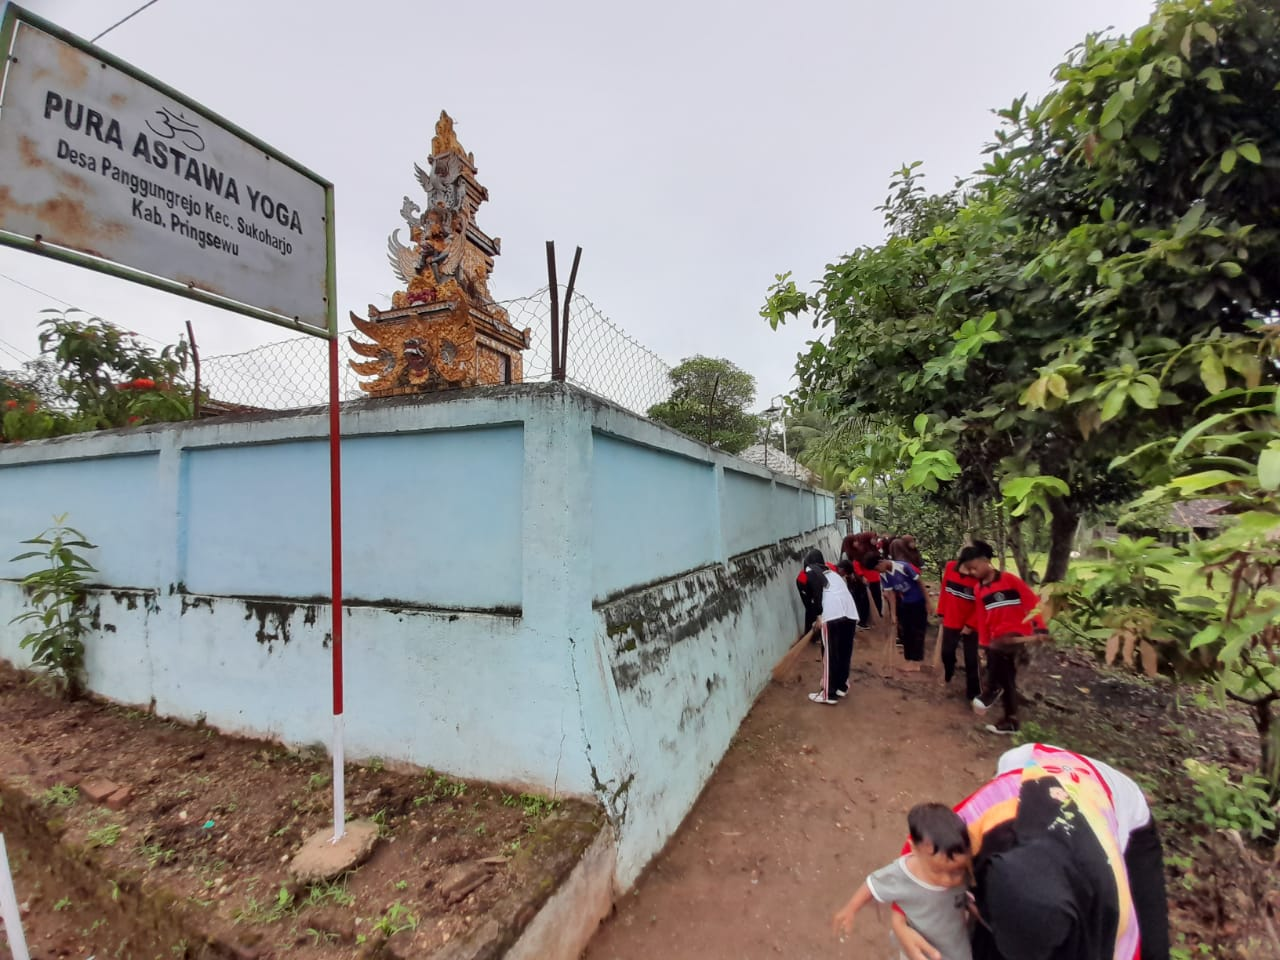 ॐ
PURA ASTAWA YOGA
Desa Panggungrejo Kec. Sukoharjo
Kab. Pringsewu